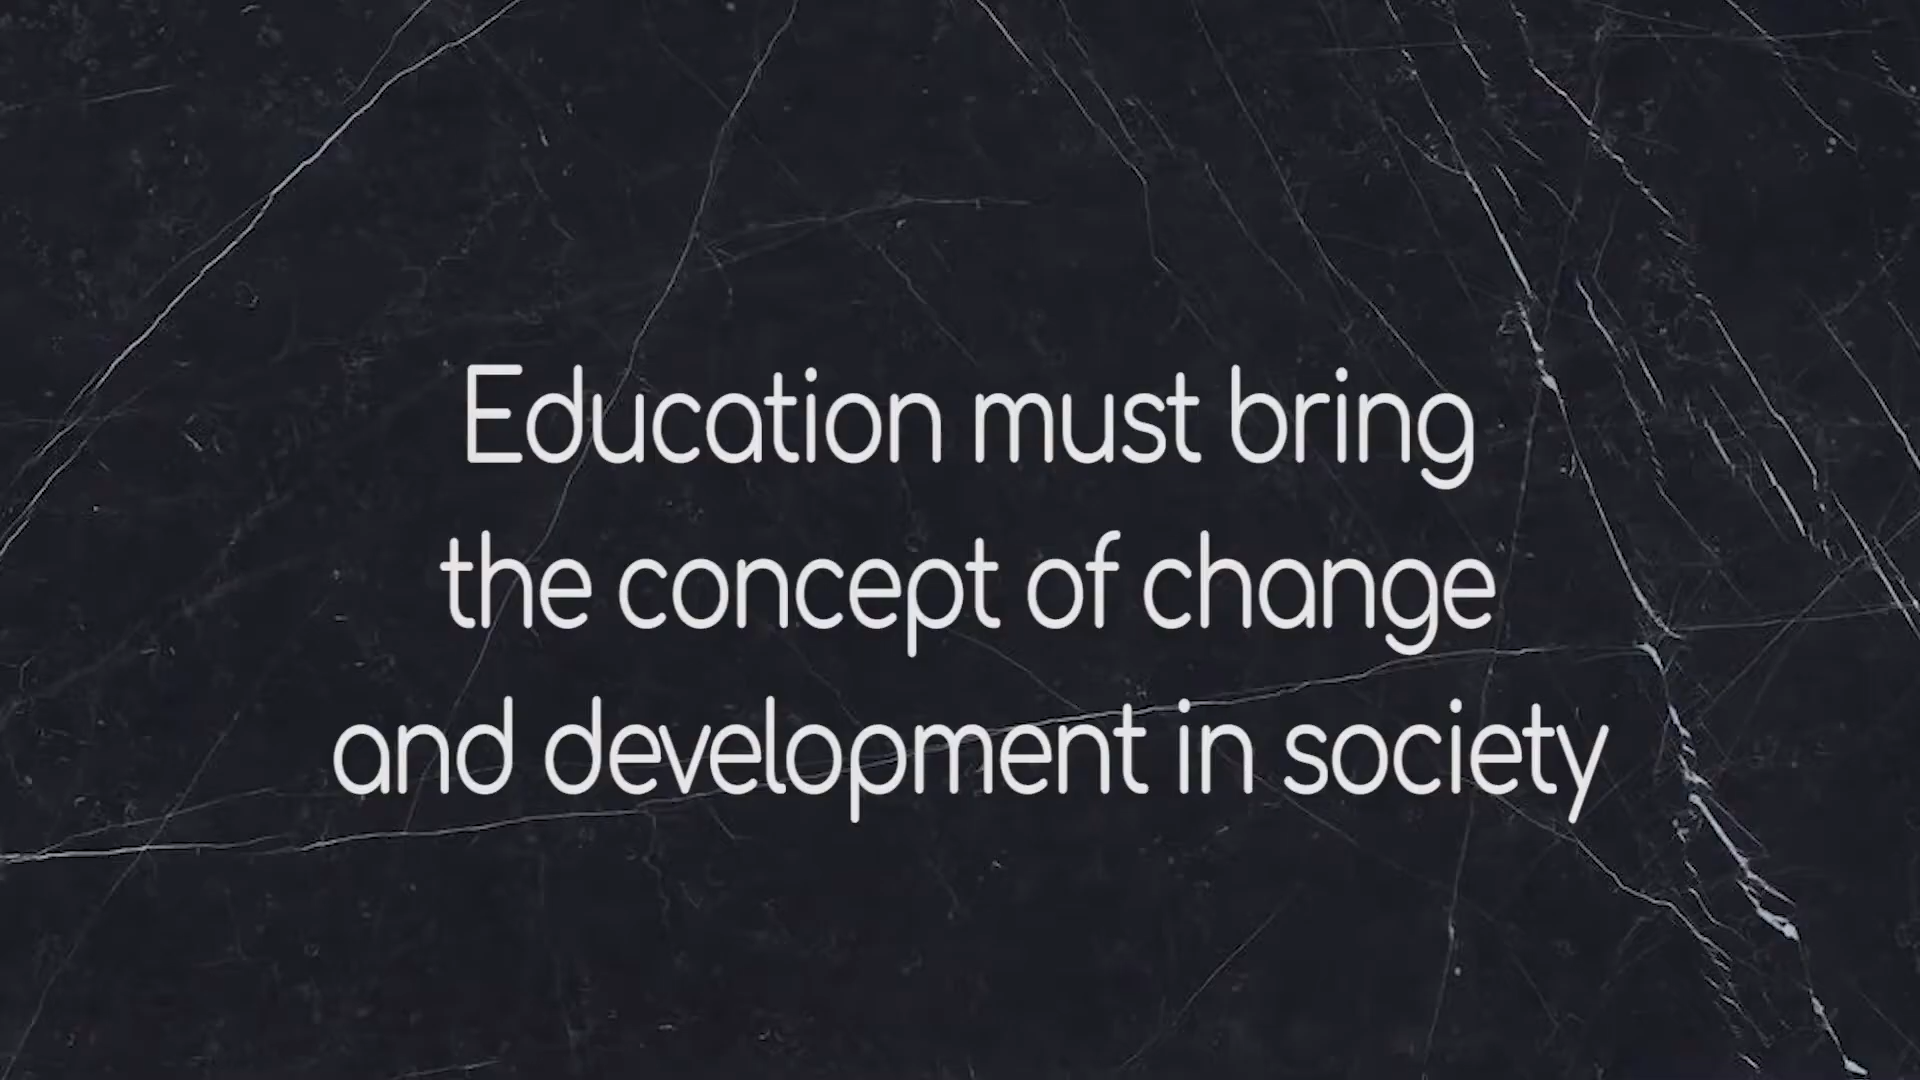 Education must bring
the concept of change
and development in society